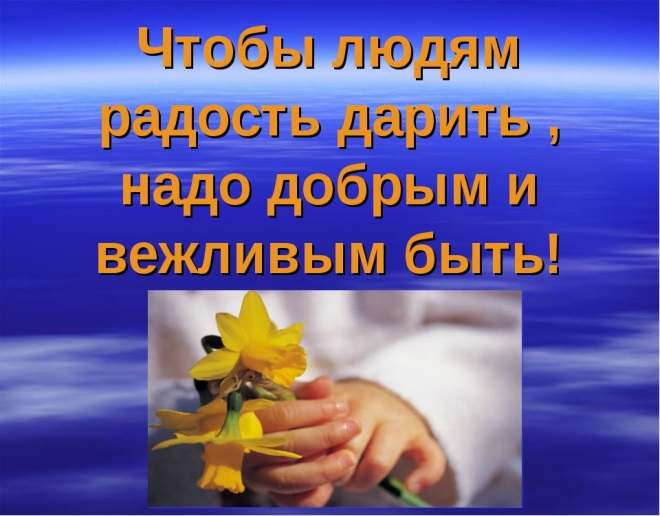 Чтобы людям
радость дарить ,
надо добрым и
вежливым быть!